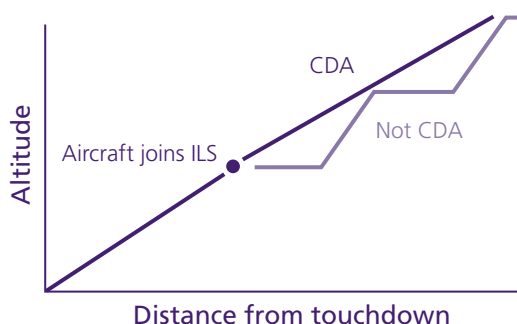 CDA
Not CDA
Aircraft joins ILS
Altitude
Distance from touchdown